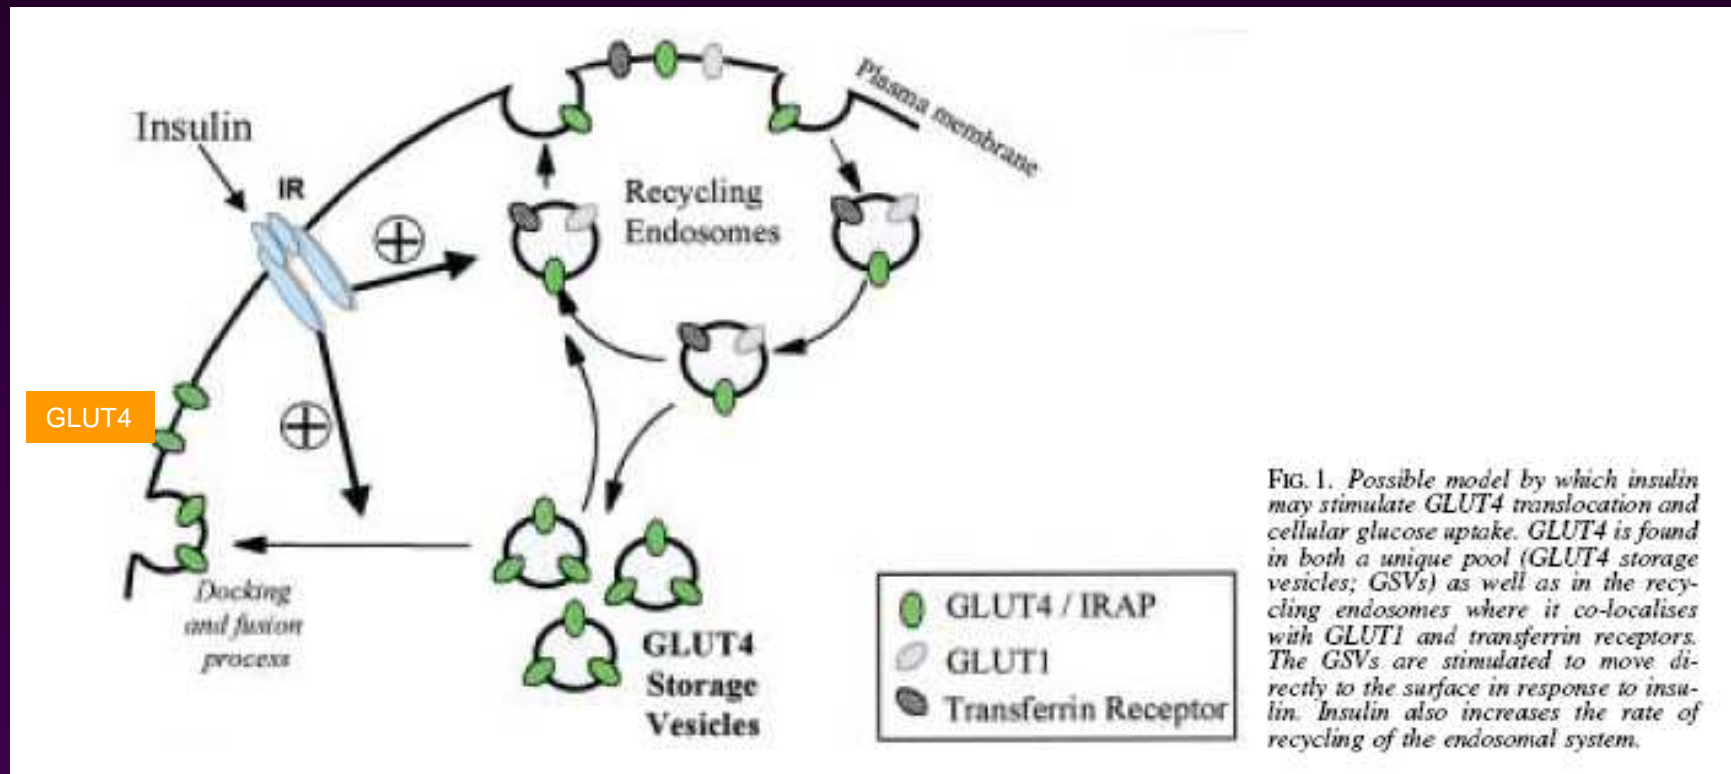 Insulin
IR
Plasma membrane
Recycling
Endosomes
GLUT4
Docking
and fusion
process
GLUT4
Storage
Vesicles
GLUT4 / IRAP
GLUT1
Transferrin Receptor
FIG. 1. Possible model by which insulin
may stimulate GLUT4 translocation and
cellular glucose uptake. GLUT4 is found
in both a unique pool (GLUT4 storage
vesicles; GSVs) as well as in the recy-
cling endosomes where it co-localises
with GLUT1 and transferrin receptors.
The GSVs are stimulated to move di-
rectly to the surface in response to insu-
lin. Insulin also increases the rate of
recycling of the endosomal system.